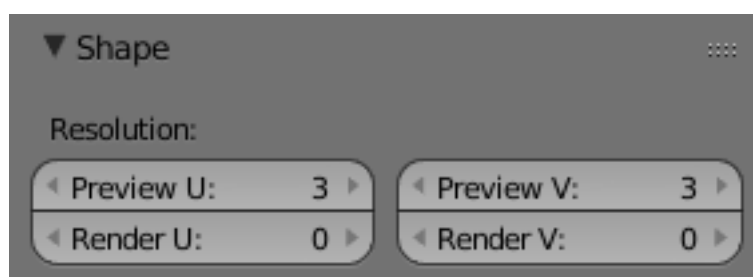 Shape
Resolution:
Preview U: 3 Preview V: 3
Render U: 0 Render V: 0